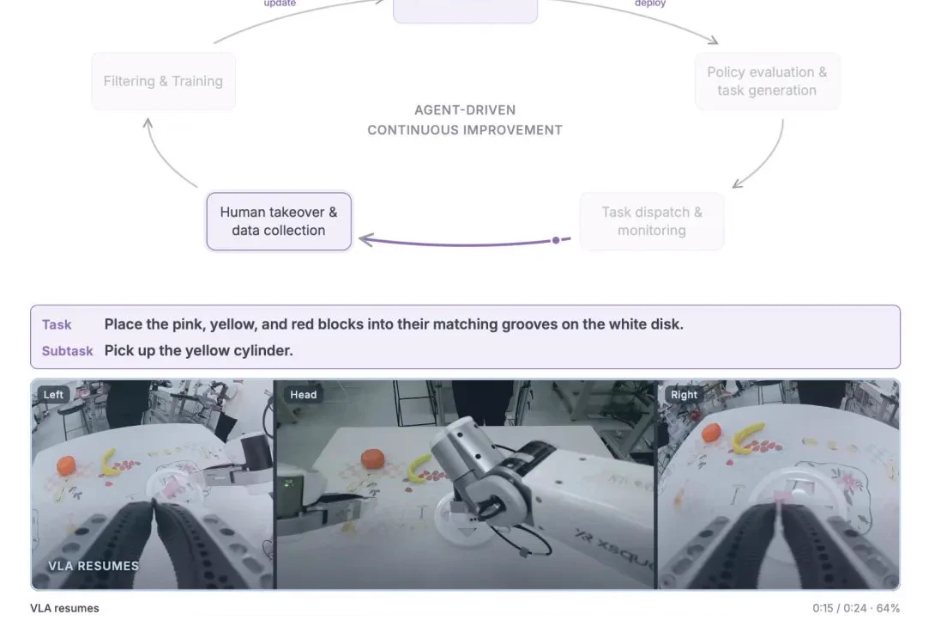 update
deploy
Filtering & Training
Policy evaluation &
task generation
AGENT-DRIVEN
CONTINUOUS IMPROVEMENT
Human takeover &
data collection
Task dispatch &
monitoring
Task Place the pink, yellow, and red blocks into their matching grooves on the white disk.
Subtask Pick up the yellow cylinder.
Left
Head
Right
VLA RESUMES
VLA resumes
0:15 / 0:24 · 64%